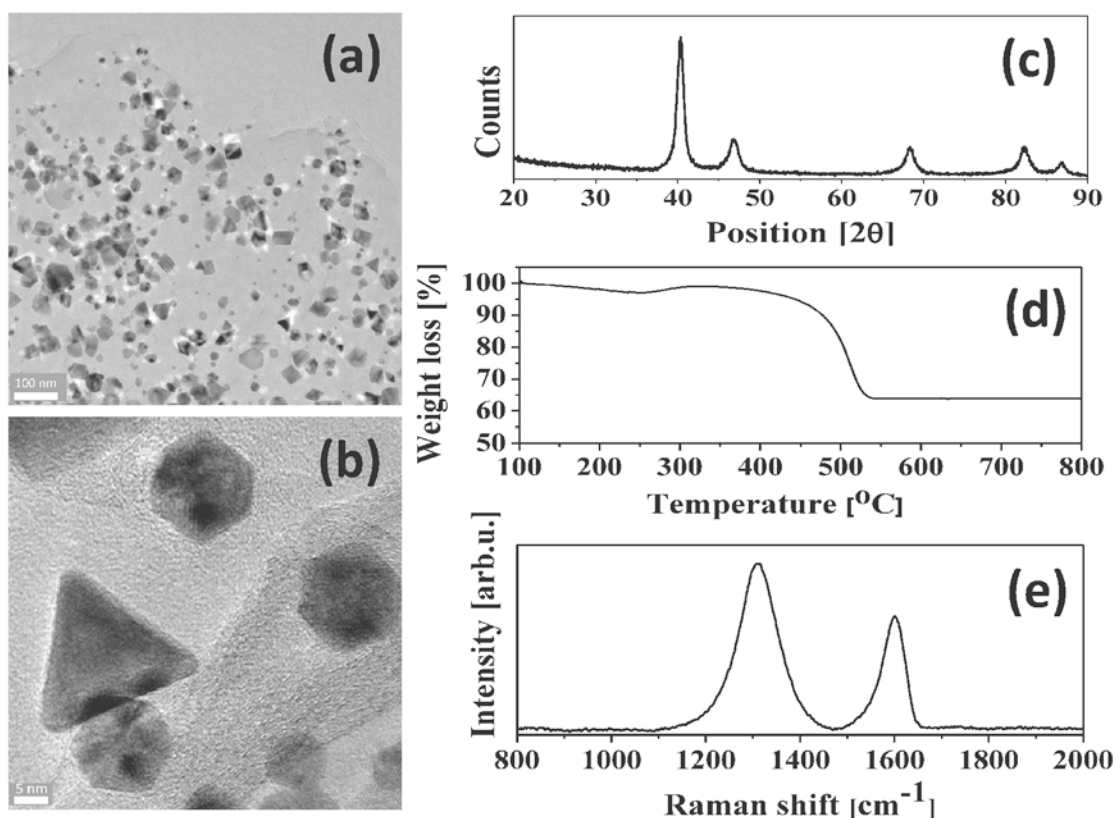 (a)
100 nm
(b)
5 nm
(c)
Counts
20 30 40 50 60 70 80 90
Position [2θ]
(d)
Weight loss [%]
100
90
80
70
60
50
100 200 300 400 500 600 700 800
Temperature [⁰C]
(e)
Intensity [arb.u.]
800 1000 1200 1400 1600 1800 2000
Raman shift [cm⁻¹]